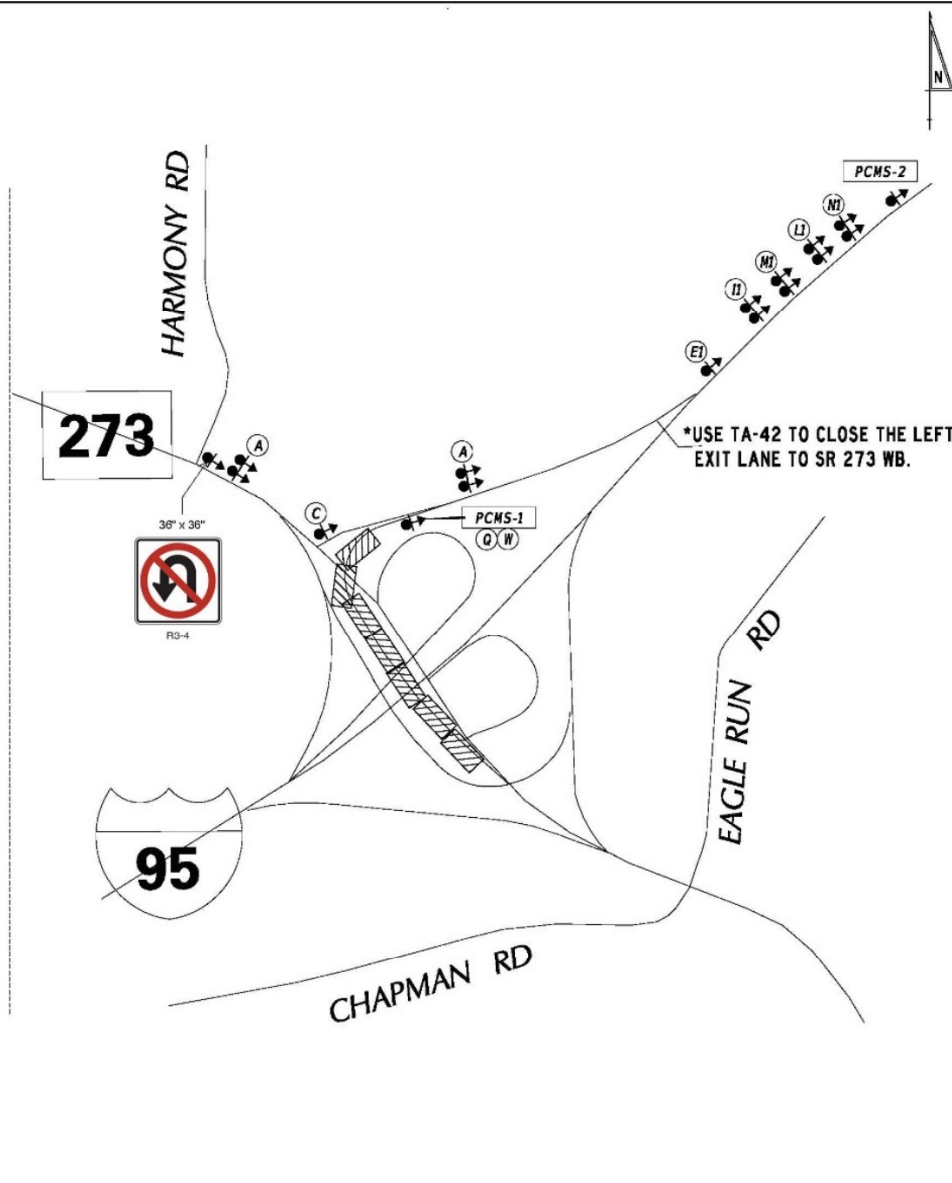 N
PCMS-2
N1
L1
M1
I1
E1
HARMONY RD
273
A
A
*USE TA-42 TO CLOSE THE LEFT
EXIT LANE TO SR 273 WB.
C
PCMS-1
Q W
36" x 36"
R3-4
EAGLE RUN RD
95
CHAPMAN RD